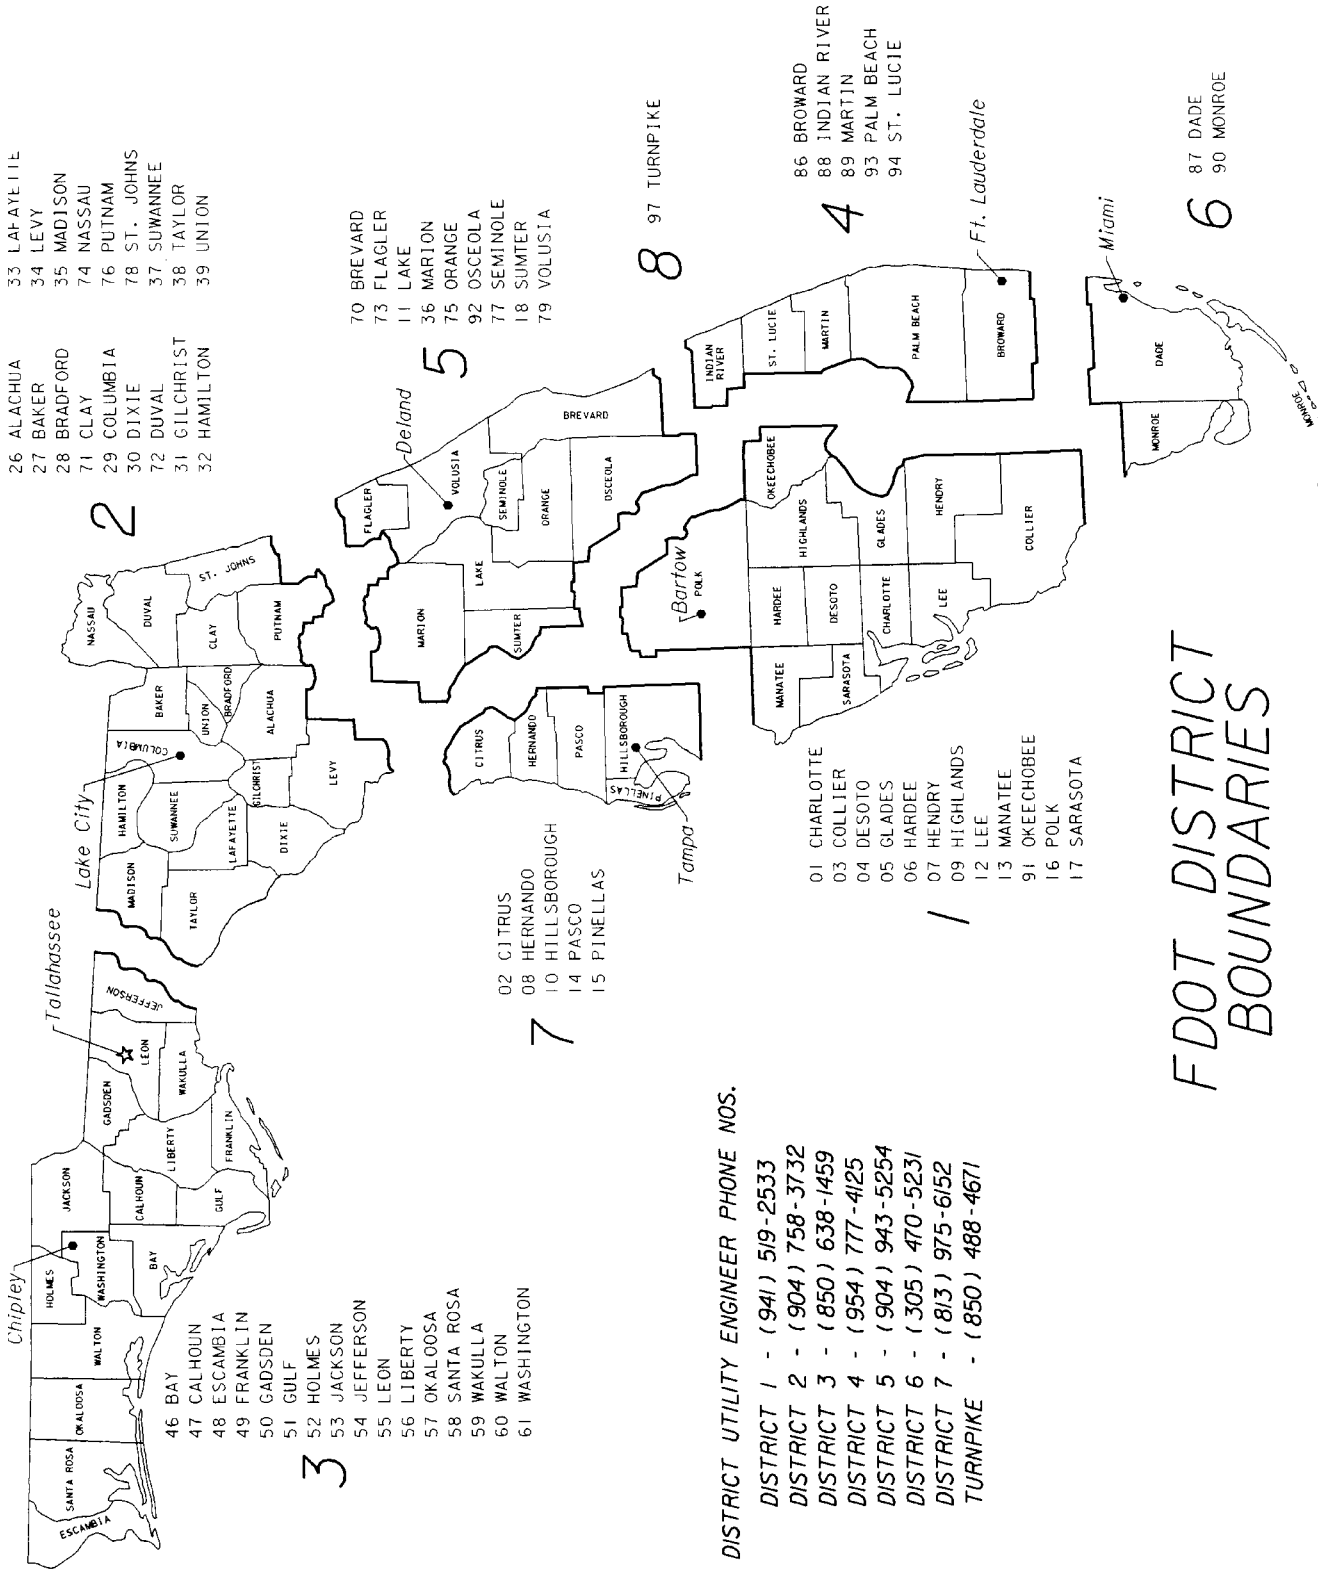 26 ALACHUA
27 BAKER
28 BRADFORD
71 CLAY
29 COLUMBIA
30 DIXIE
72 DUVAL
31 GILCHRIST
32 HAMILTON
33 LAFAYETTE
34 LEVY
35 MADISON
74 NASSAU
76 PUTNAM
78 ST. JOHNS
37 SUWANNEE
38 TAYLOR
39 UNION
2
70 BREVARD
73 FLAGLER
11 LAKE
36 MARION
75 ORANGE
92 OSCEOLA
77 SEMINOLE
18 SUMTER
79 VOLUSIA
5
8
97 TURNPIKE
86 BROWARD
88 INDIAN RIVER
89 MARTIN
93 PALM BEACH
94 ST. LUCIE
4
87 DADE
90 MONROE
6
Chipley
Tallahassee
Lake City
Deland
Tampa
Bartow
Ft. Lauderdale
Miami
ESCAMBIA
SANTA ROSA
OKALOOSA
WALTON
HOLMES
WASHINGTON
BAY
JACKSON
CALHOUN
GULF
LIBERTY
FRANKLIN
GADSDEN
LEON
WAKULLA
JEFFERSON
MADISON
TAYLOR
HAMILTON
SUWANNEE
LAFAYETTE
DIXIE
COLUMBIA
GILCHRIST
LEVY
BAKER
UNION
BRADFORD
ALACHUA
NASSAU
DUVAL
CLAY
PUTNAM
ST. JOHNS
FLAGLER
VOLUSIA
MARION
LAKE
SUMTER
SEMINOLE
ORANGE
OSCEOLA
BREVARD
CITRUS
HERNANDO
PASCO
HILLSBOROUGH
PINELLAS
POLK
MANATEE
HARDEE
HIGHLANDS
OKEECHOBEE
SARASOTA
DESOTO
CHARLOTTE
GLADES
LEE
HENDRY
COLLIER
INDIAN
RIVER
ST. LUCIE
MARTIN
PALM BEACH
BROWARD
DADE
MONROE
MONROE
3
46 BAY
47 CALHOUN
48 ESCAMBIA
49 FRANKLIN
50 GADSDEN
51 GULF
52 HOLMES
53 JACKSON
54 JEFFERSON
55 LEON
56 LIBERTY
57 OKALOOSA
58 SANTA ROSA
59 WAKULLA
60 WALTON
61 WASHINGTON
7
02 CITRUS
08 HERNANDO
10 HILLSBOROUGH
14 PASCO
15 PINELLAS
1
01 CHARLOTTE
03 COLLIER
04 DESOTO
05 GLADES
06 HARDEE
07 HENDRY
09 HIGHLANDS
12 LEE
13 MANATEE
91 OKEECHOBEE
16 POLK
17 SARASOTA
DISTRICT UTILITY ENGINEER PHONE NOS.
DISTRICT 1 - (941) 519-2533
DISTRICT 2 - (904) 758-3732
DISTRICT 3 - (850) 638-1459
DISTRICT 4 - (954) 777-4125
DISTRICT 5 - (904) 943-5254
DISTRICT 6 - (305) 470-5231
DISTRICT 7 - (813) 975-6152
TURNPIKE - (850) 488-4671
FDOT DISTRICT
BOUNDARIES